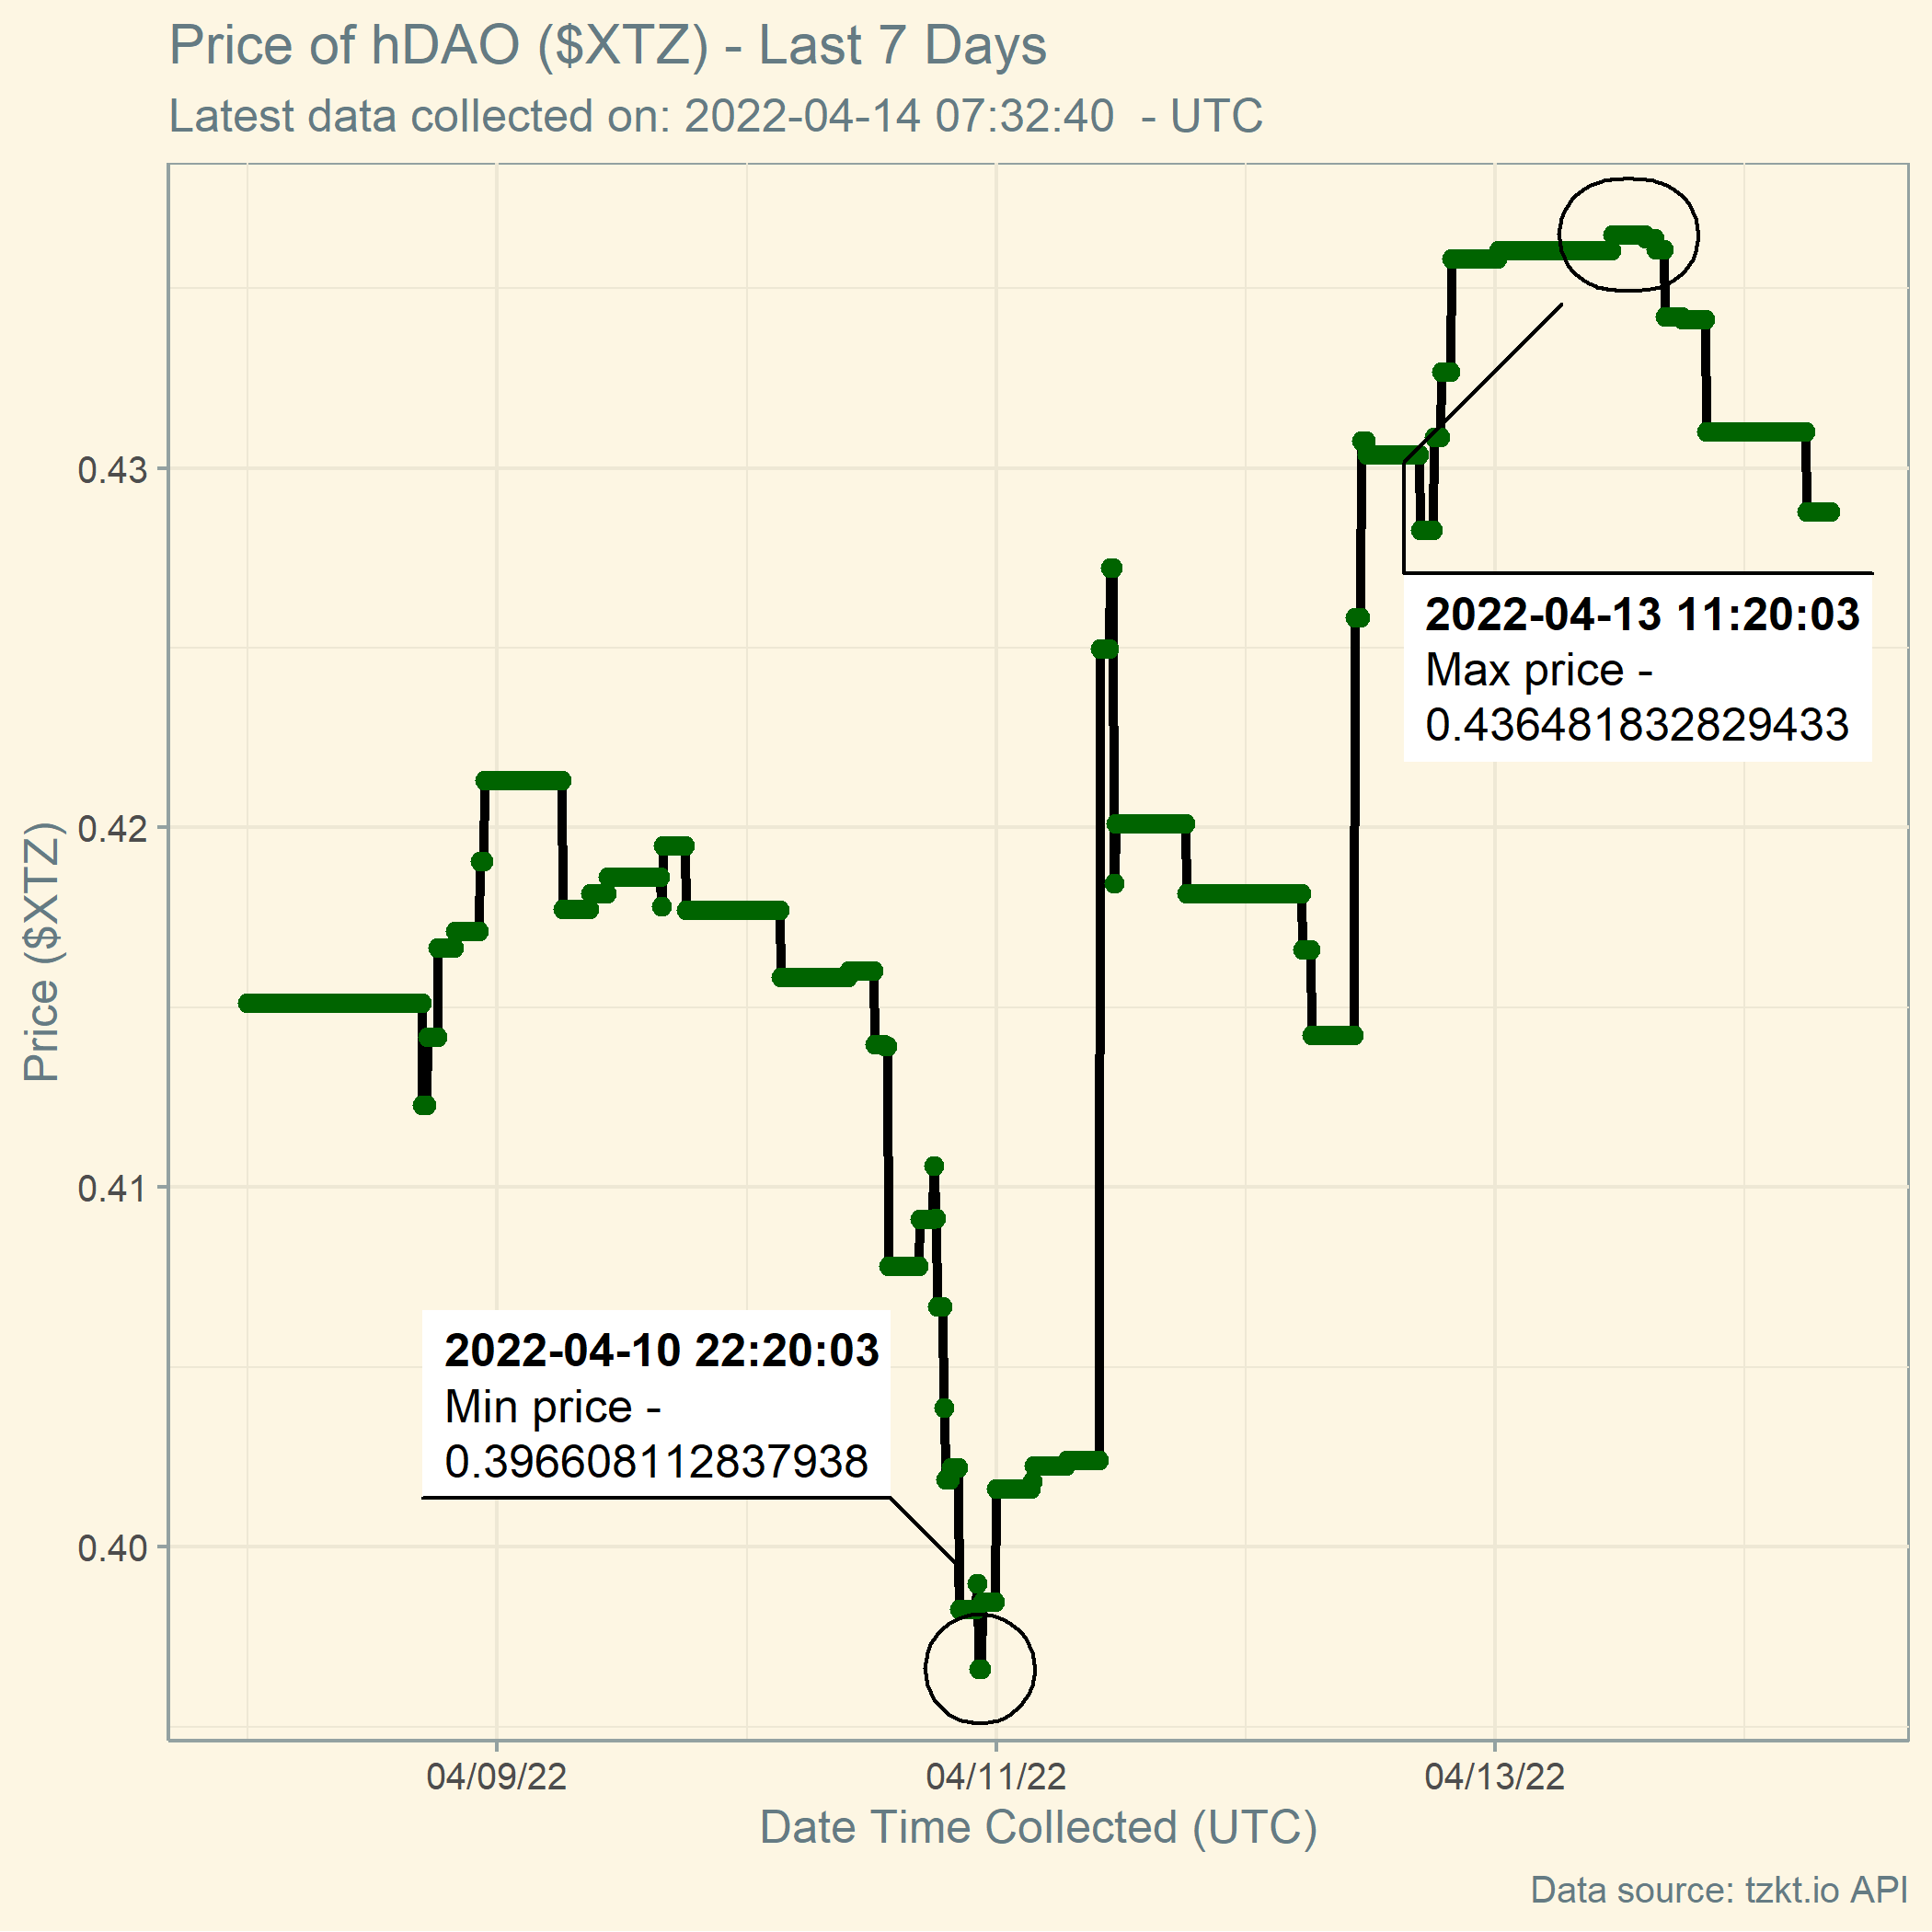 Price of hDAO ($XTZ) - Last 7 Days
Latest data collected on: 2022-04-14 07:32:40  - UTC
Price ($XTZ)
0.43
0.42
0.41
0.40
2022-04-13 11:20:03
Max price -
0.436481832829433
2022-04-10 22:20:03
Min price -
0.396608112837938
04/09/22
04/11/22
04/13/22
Date Time Collected (UTC)
Data source: tzkt.io API